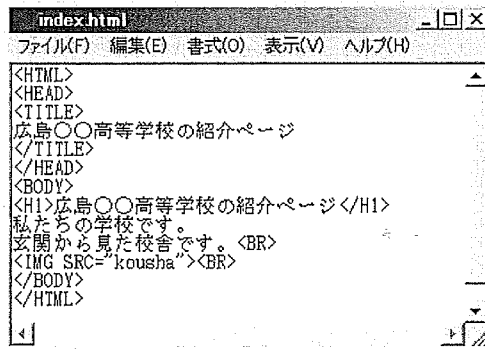 index.html
ファイル(F) 編集(E) 書式(O) 表示(V) ヘルプ(H)
<HTML>
<HEAD>
<TITLE>
広島○○高等学校の紹介ページ
</TITLE>
</HEAD>
<BODY>
<H1>広島○○高等学校の紹介ページ</H1>
私たちの学校です。
玄関から見た校舎です。<BR>
<IMG SRC="kousha"><BR>
</BODY>
</HTML>